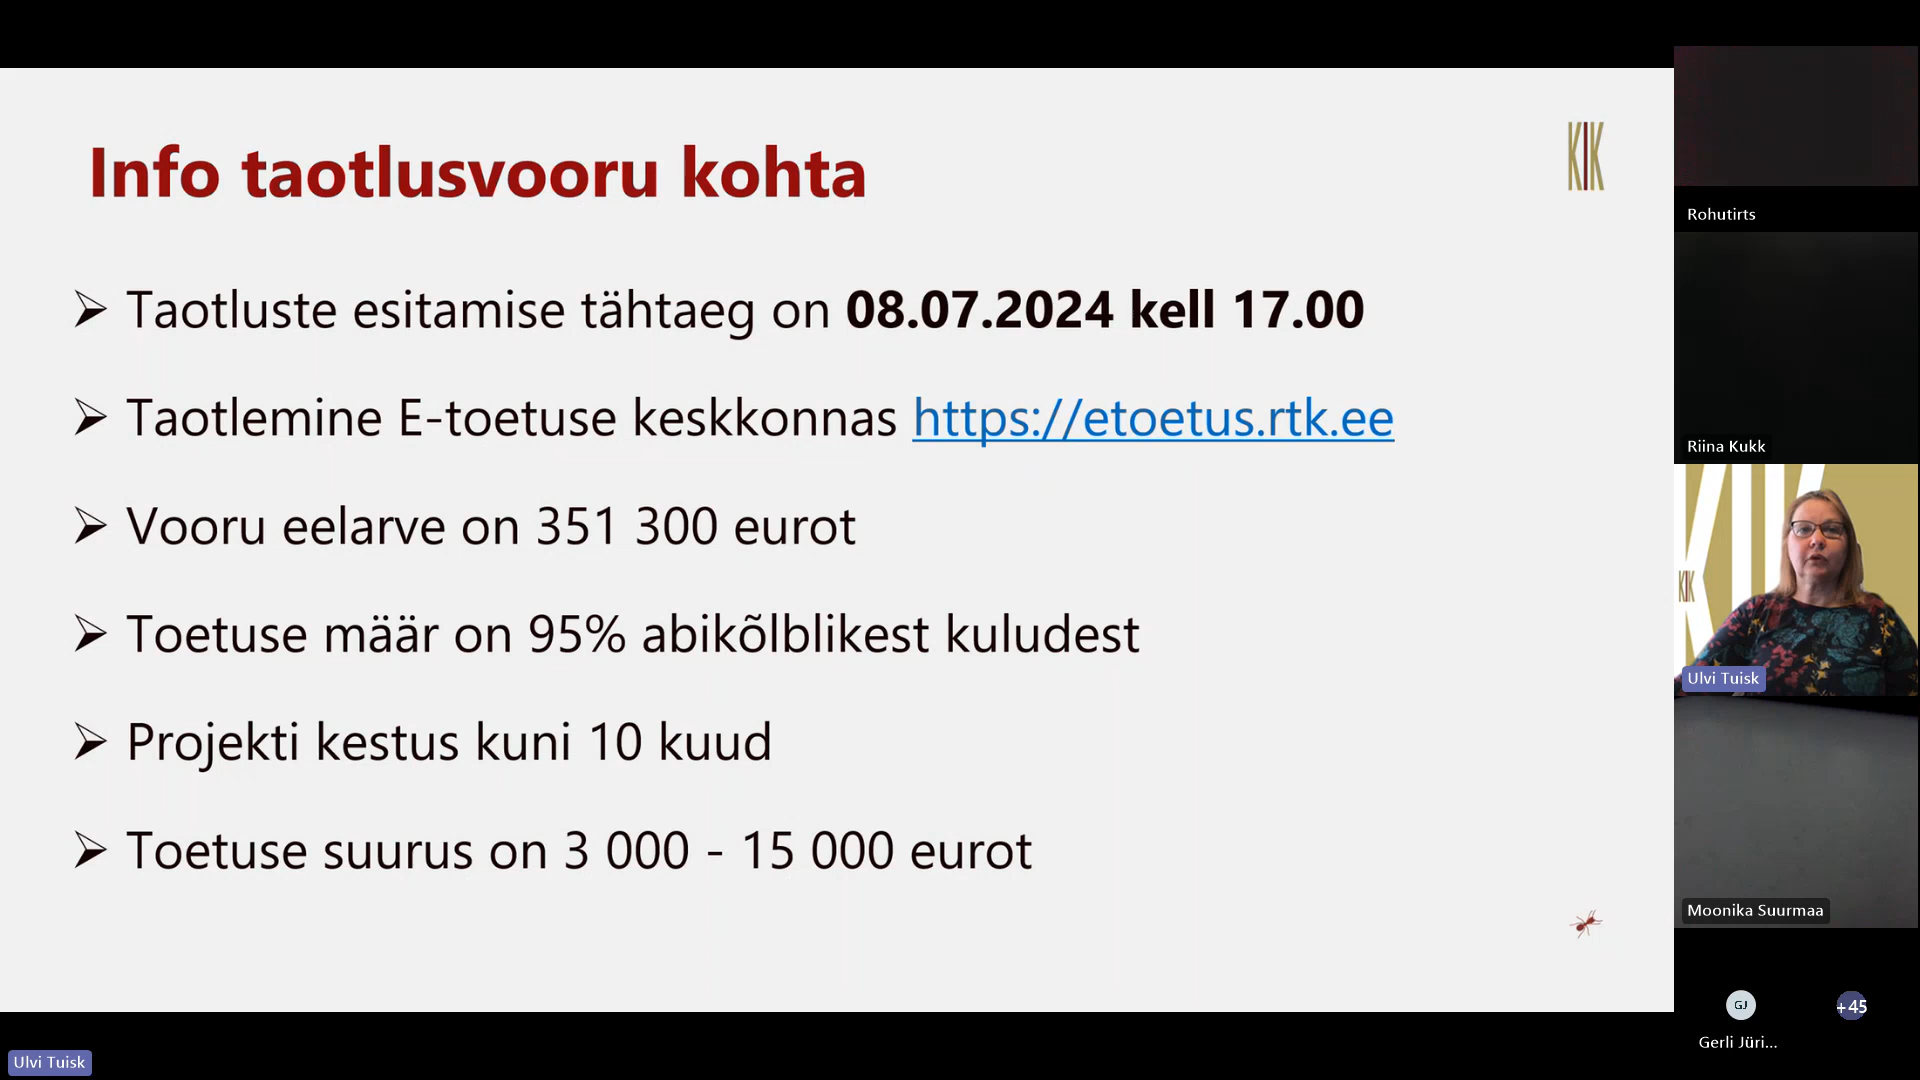 Info taotlusvooru kohta
KIK
➢ Taotluste esitamise tähtaeg on 08.07.2024 kell 17.00
➢ Taotlemine E-toetuse keskkonnas https://etoetus.rtk.ee
➢ Vooru eelarve on 351 300 eurot
➢ Toetuse määr on 95% abikõlblikest kuludest
➢ Projekti kestus kuni 10 kuud
➢ Toetuse suurus on 3 000 - 15 000 eurot
Rohutirts
Riina Kukk
KIK
KIK
Ulvi Tuisk
Moonika Suurmaa
GJ
+45
Gerli Jüri...
Ulvi Tuisk